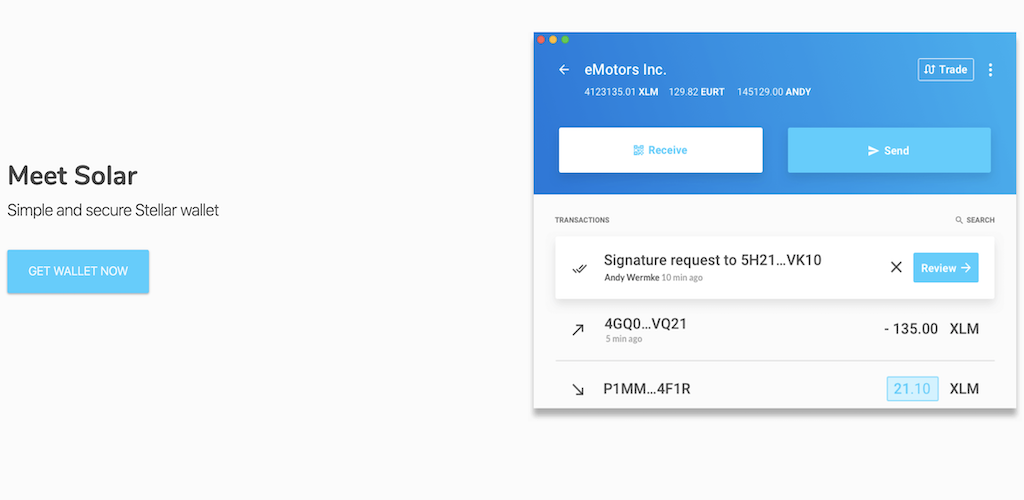 Meet Solar
Simple and secure Stellar wallet
GET WALLET NOW
eMotors Inc.
Trade
4123135.01 XLM 129.82 EURT 145129.00 ANDY
Receive
Send
TRANSACTIONS
SEARCH
Signature request to 5H21...VK10
Andy Wermke 10 min ago
Review
4GQ0...VQ21
5 min ago
- 135.00 XLM
P1MM...4F1R
21.10 XLM